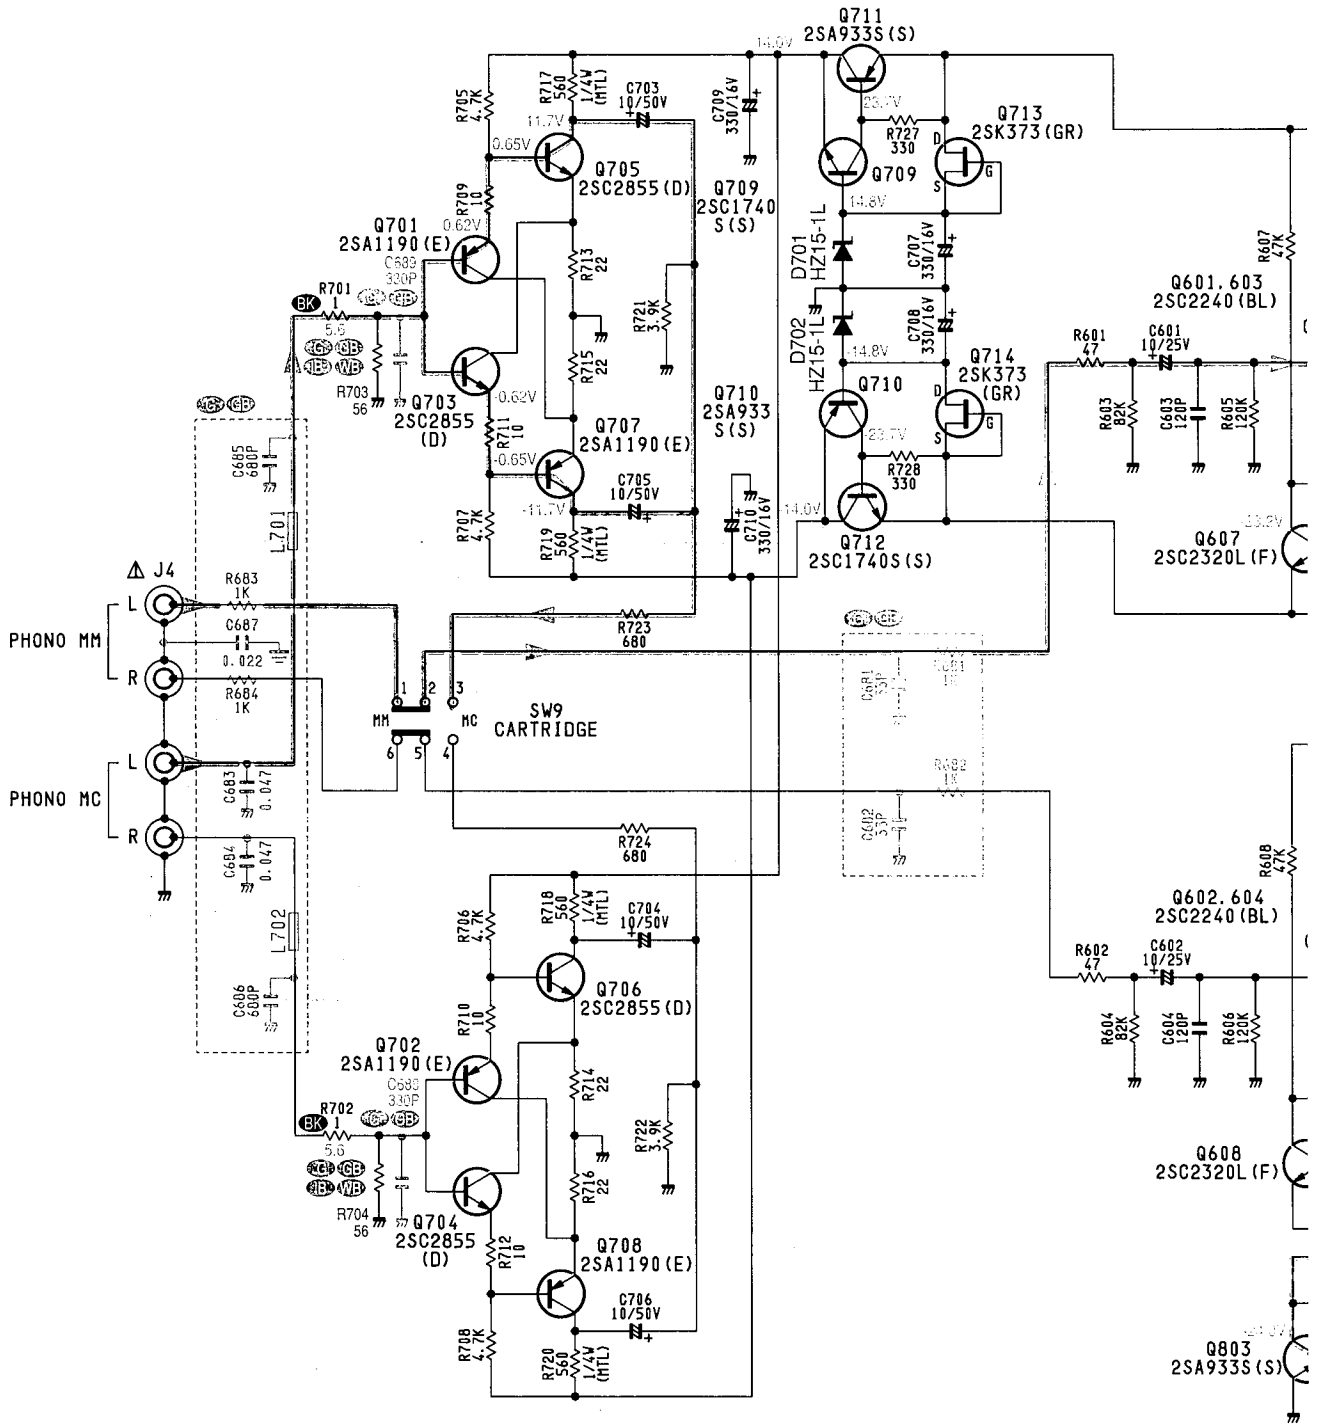 Q711
2SA933S(S)
14.0V
R705
4.7K
R717
560
1/4W
(MTL)
C703
10/50V
C709
330/16V
23.7V
R727
330
Q713
2SK373(GR)
D
S
G
11.7V
0.65V
Q705
2SC2855(D)
Q709
Q709
2SC1740
S(S)
14.8V
R709
10
0.62V
Q701
2SA1190(E)
C689
330P
BK
R701
1
5.6
WB
R703
56
R713
22
R721
3.9K
D701
HZ15-1L
C707
330/16V
R607
47K
Q601.603
2SC2240(BL)
D702
HZ15-1L
C708
330/16V
R601
47
C601
10/25V
R715
22
-14.8V
Q714
2SK373
(GR)
D
S
G
Q710
Q710
2SA933
S(S)
R603
82K
C603
120P
R605
120K
Q703
2SC2855
(D)
-0.62V
R711
10
-0.65V
Q707
2SA1190(E)
C685
680P
C705
10/50V
-23.7V
R728
330
-11.7V
-14.0V
R707
4.7K
R719
560
1/4W
(MTL)
C710
330/16V
Q712
2SC1740S(S)
L701
Q607
2SC2320L(F)
J4
L
R683
1K
PHONO MM
C687
0.022
R
R684
1K
R723
680
1
2
3
MM
MC
SW9
CARTRIDGE
6
5
4
C681
33P
R681
1K
L
PHONO MC
C683
0.047
R682
1K
C682
33P
R
C684
0.047
R724
680
R608
47K
L702
R706
4.7K
R718
560
1/4W
(MTL)
C704
10/50V
Q602.604
2SC2240(BL)
R602
47
C602
10/25V
Q706
2SC2855(D)
C686
680P
R710
10
R604
82K
C604
120P
R606
120K
Q702
2SA1190(E)
330P
R714
22
BK
R702
1
5.6
WB
R722
3.9K
R704
56
R716
22
Q608
2SC2320L(F)
Q704
2SC2855
(D)
R712
10
Q708
2SA1190(E)
C706
10/50V
R708
4.7K
R720
560
1/4W
(MTL)
Q803
2SA933S(S)